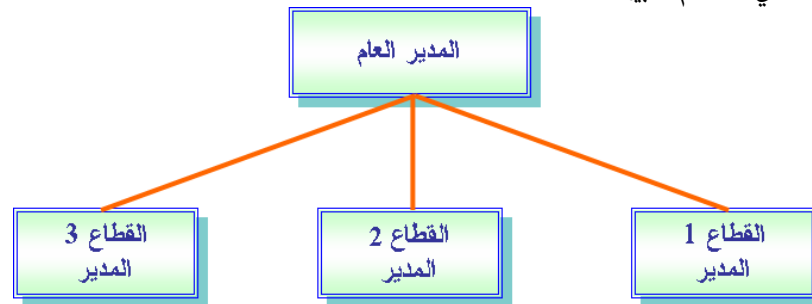 المدير العام
القطاع 1
المدير
القطاع 2
المدير
القطاع 3
المدير